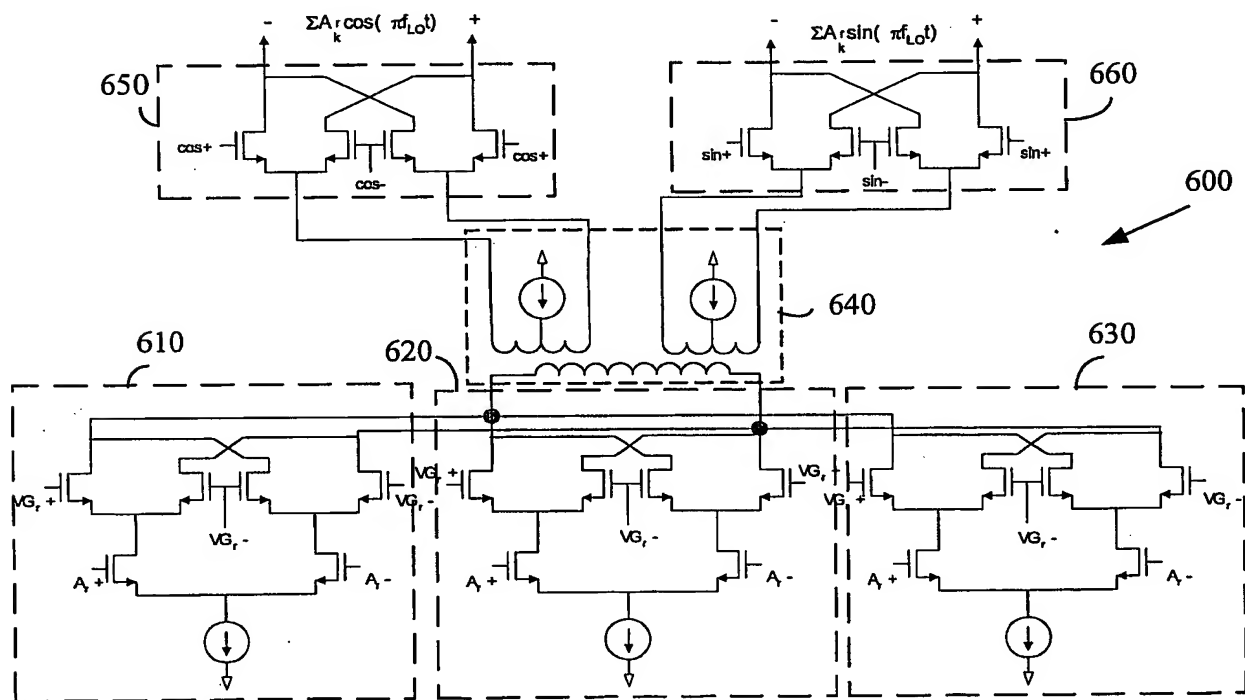 - ΣA_k^r cos( πf_LO t) +
- ΣA_k^r sin( πf_LO t) +
650
660
cos+
cos-
cos+
sin+
sin-
sin+
600
640
610
620
630
VG_r +
VG_r -
VG_r -
VG_r +
VG_r -
VG_r -
VG_r +
VG_r -
VG_r -
A_r +
A_r -
A_r +
A_r -
A_r +
A_r -